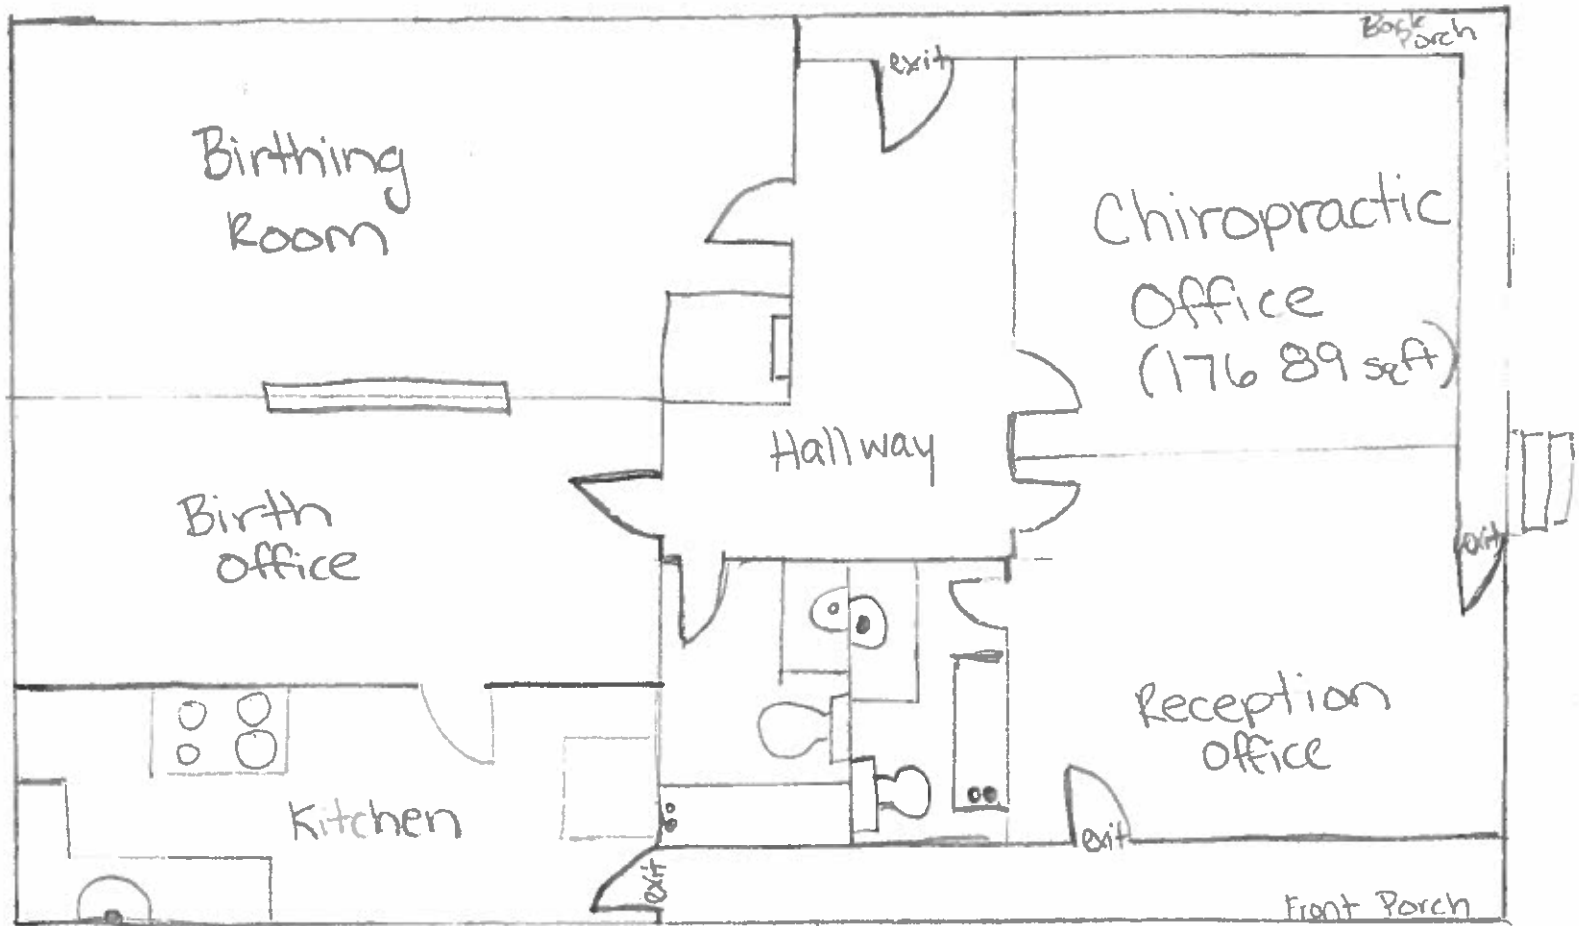 Back
Porch
exit
Birthing
Room
Chiropractic
Office
(176 89 sqft)
Hallway
Birth
Office
exit
Reception
Office
Kitchen
exit
exit
Front Porch